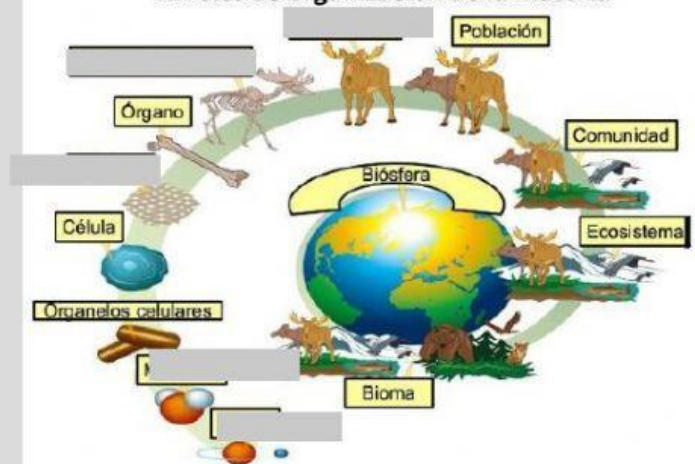 Población
Órgano
Comunidad
Biósfera
Célula
Ecosistema
Organelos celulares
Bioma